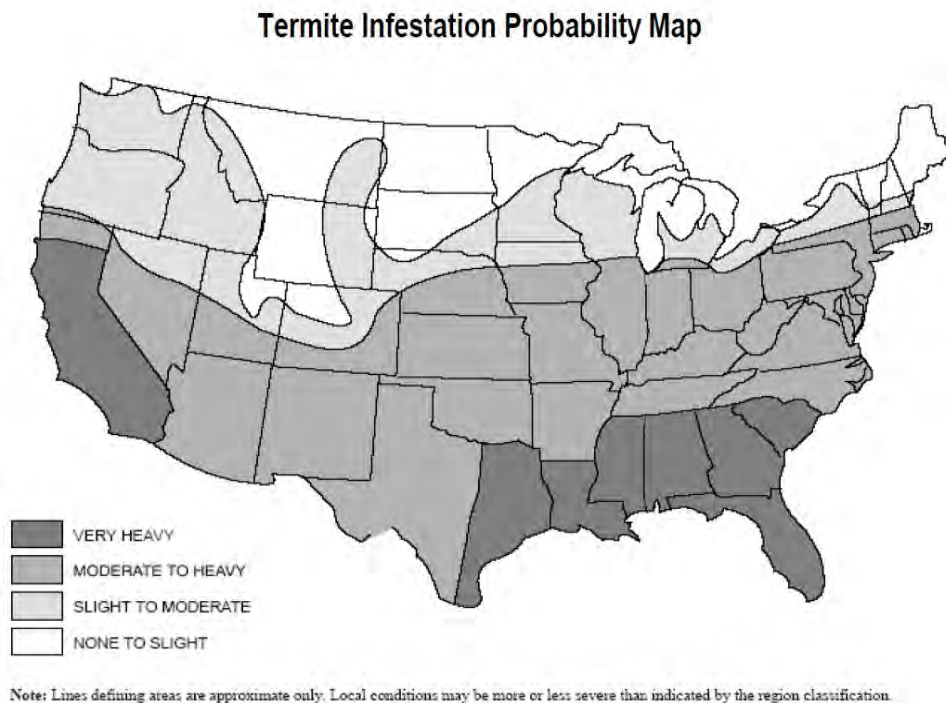 Termite Infestation Probability Map
VERY HEAVY
MODERATE TO HEAVY
SLIGHT TO MODERATE
NONE TO SLIGHT
Note: Lines defining areas are approximate only. Local conditions may be more or less severe than indicated by the region classification.